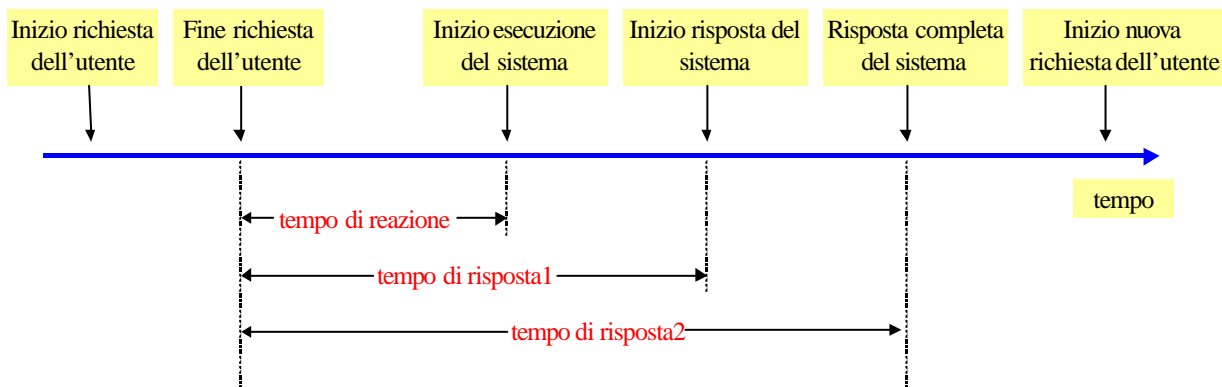 Inizio richiesta
dell'utente
Fine richiesta
dell'utente
Inizio esecuzione
del sistema
Inizio risposta del
sistema
Risposta completa
del sistema
Inizio nuova
richiesta dell'utente
tempo
tempo di reazione
tempo di risposta1
tempo di risposta2